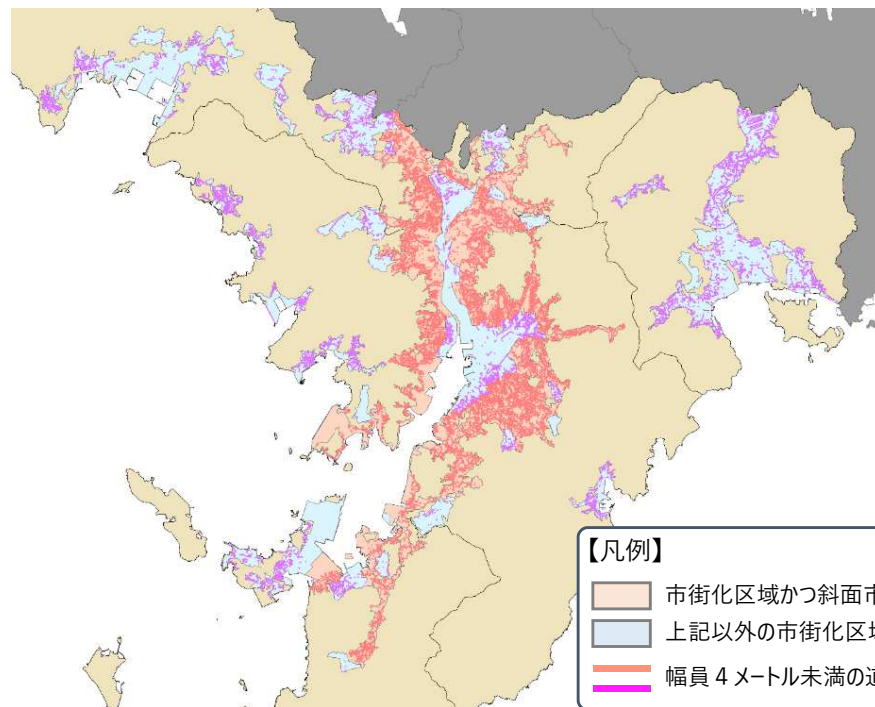 【凡例】
市街化区域かつ斜面市
上記以外の市街化区域
幅員4メートル未満の道